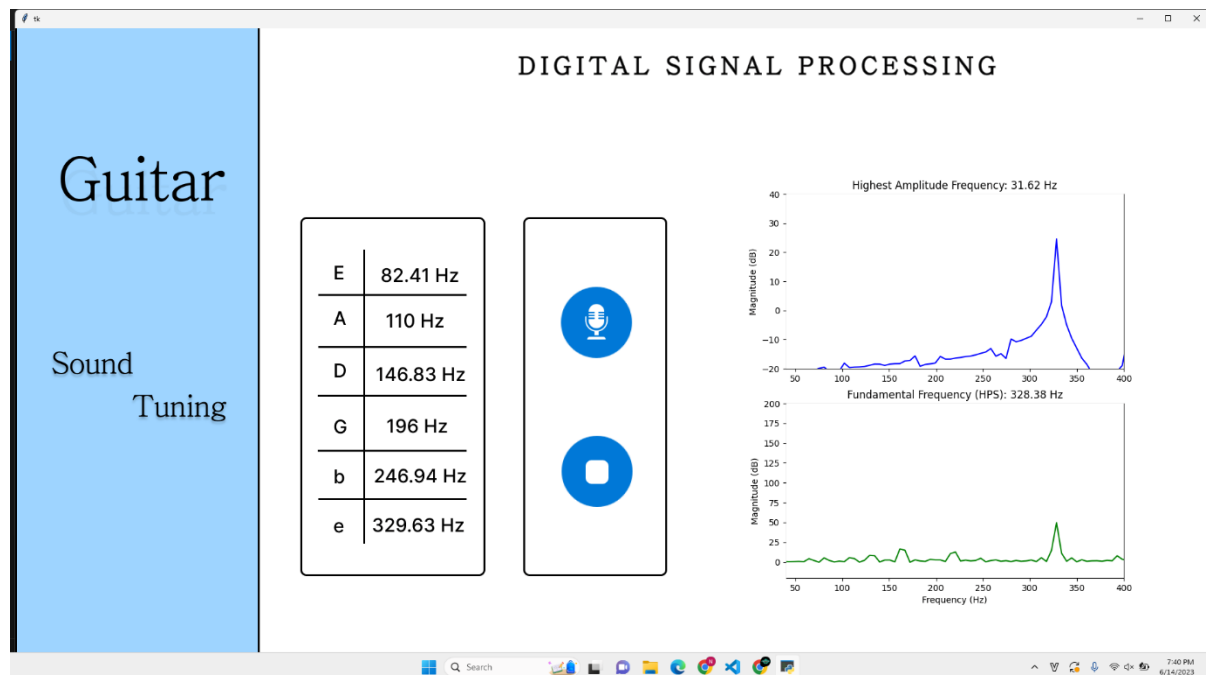 tk
DIGITAL SIGNAL PROCESSING
Guitar
Sound
Tuning
E 82.41 Hz
A 110 Hz
D 146.83 Hz
G 196 Hz
b 246.94 Hz
e 329.63 Hz
Highest Amplitude Frequency: 31.62 Hz
Magnitude (dB)
40
30
20
10
0
−10
−20
50 100 150 200 250 300 350 400
Fundamental Frequency (HPS): 328.38 Hz
Magnitude (dB)
200
175
150
125
100
75
50
25
0
50 100 150 200 250 300 350 400
Frequency (Hz)
Search
7:40 PM
6/14/2023